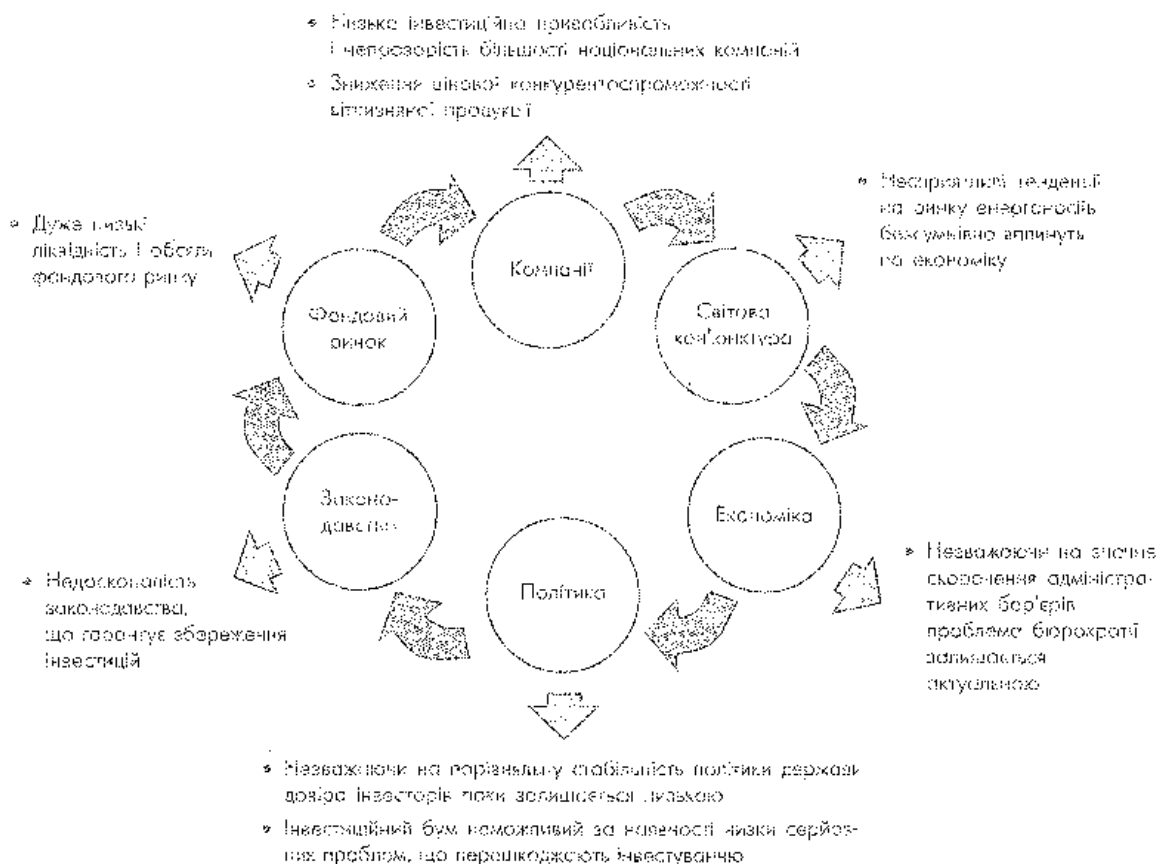 • Низька інвестиційна привабливість
і непрозорість більшості національних компаній
• Зниження цінової конкурентоспроможності
вітчизняної продукції
• Дуже низькі
ліквідність і обсяги
фондового ринку
• Несприятливі тенденції
на ринку енергоносіїв
безсумнівно вплинуть
на економіку
Компанії
Фондовий
ринок
Світова
кон'юнктура
Законо-
давство
Економіка
Політика
• Недосконалість
законодавства,
що гарантує збереження
інвестицій
• Незважаючи на значне
скорочення адміністра-
тивних бар'єрів
проблема бюрократії
залишається
актуальною
• Незважаючи на порівняльну стабільність політики держави
довіра інвесторів поки залишається низькою
• Інвестиційний бум неможливий за наявності низки серйоз-
них проблем, що перешкоджають інвестуванню